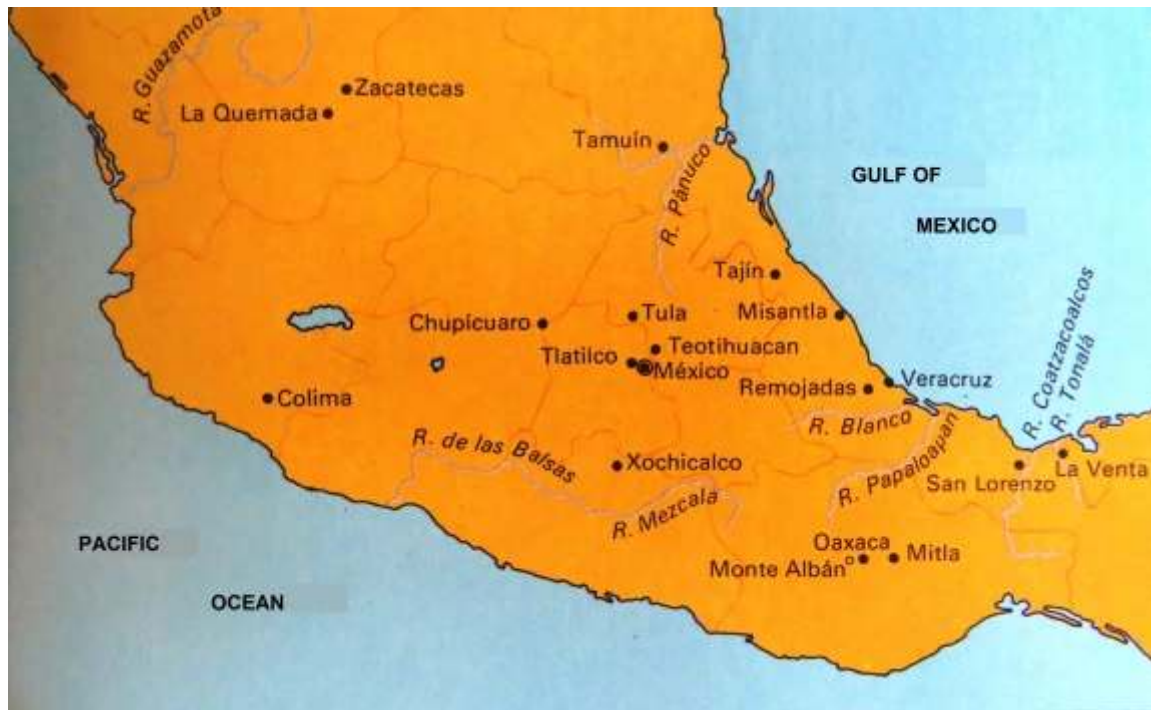 R. Guazamota
Zacatecas
La Quemada
Tamuín
R. Pánuco
GULF OF
MEXICO
Tajín
Tula
Misantla
Chupícuaro
Teotihuacan
Tlatilco
México
R. Coatzacoalcos
R. Tonalá
Remojadas
Veracruz
Colima
R. Blanco
R. de las Balsas
Xochicalco
R. Papaloapan
San Lorenzo
La Venta
R. Mezcala
PACIFIC
OCEAN
Oaxaca
Mitla
Monte Albán